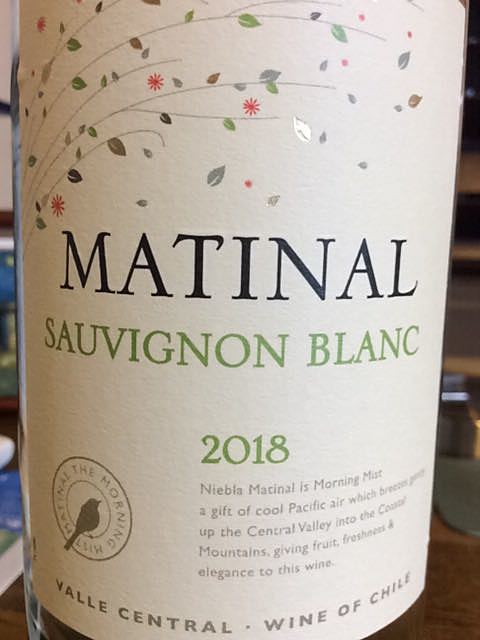 MATINAL
SAUVIGNON BLANC
2018
Niebla Matinal is Morning Mist
a gift of cool Pacific air which breezes gently
up the Central Valley into the Coastal
Mountains, giving fruit, freshness &
elegance to this wine.
MATINAL THE MORNING MIST
VALLE CENTRAL · WINE OF CHILE